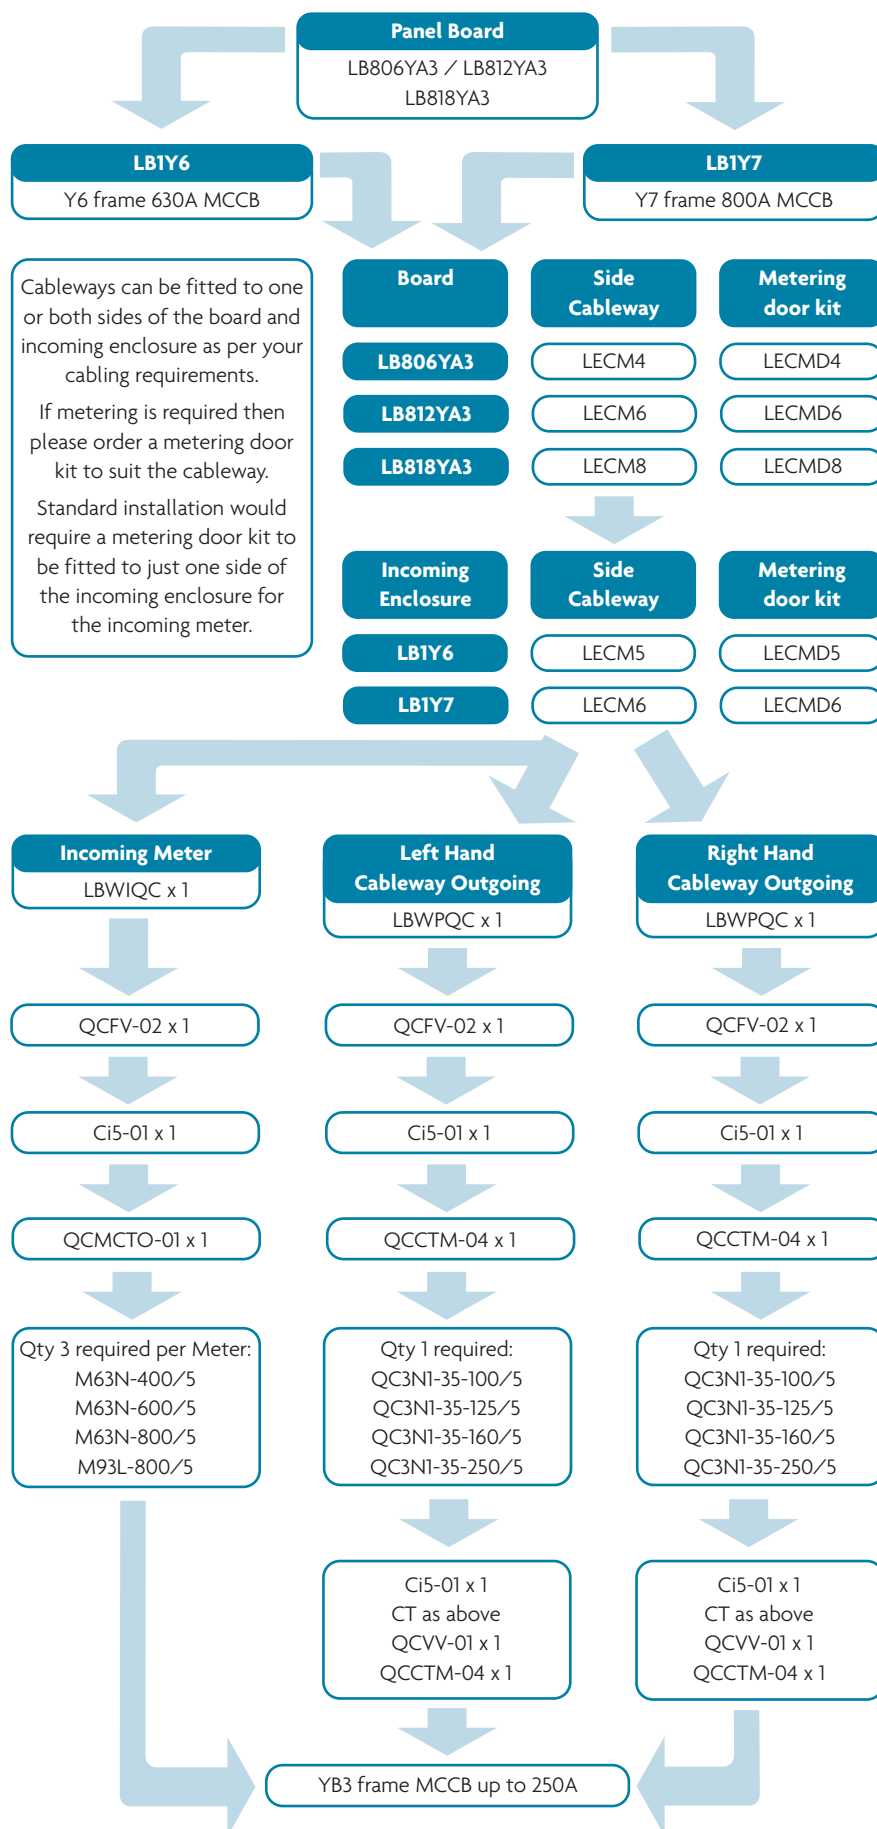 Panel Board
LB806YA3 / LB812YA3
LB818YA3
LB1Y6
Y6 frame 630A MCCB
LB1Y7
Y7 frame 800A MCCB
Cableways can be fitted to one
or both sides of the board and
incoming enclosure as per your
cabling requirements.
If metering is required then
please order a metering door
kit to suit the cableway.
Standard installation would
require a metering door kit to
be fitted to just one side of
the incoming enclosure for
the incoming meter.
Board
Side
Cableway
Metering
door kit
LB806YA3
LECM4
LECMD4
LB812YA3
LECM6
LECMD6
LB818YA3
LECM8
LECMD8
Incoming
Enclosure
Side
Cableway
Metering
door kit
LB1Y6
LECM5
LECMD5
LB1Y7
LECM6
LECMD6
Incoming Meter
LBWIQC x 1
QCFV-02 x 1
Ci5-01 x 1
QCMCTO-01 x 1
Qty 3 required per Meter:
M63N-400/5
M63N-600/5
M63N-800/5
M93L-800/5
Left Hand
Cableway Outgoing
LBWPQC x 1
QCFV-02 x 1
Ci5-01 x 1
QCCTM-04 x 1
Qty 1 required:
QC3N1-35-100/5
QC3N1-35-125/5
QC3N1-35-160/5
QC3N1-35-250/5
Ci5-01 x 1
CT as above
QCVV-01 x 1
QCCTM-04 x 1
Right Hand
Cableway Outgoing
LBWPQC x 1
QCFV-02 x 1
Ci5-01 x 1
QCCTM-04 x 1
Qty 1 required:
QC3N1-35-100/5
QC3N1-35-125/5
QC3N1-35-160/5
QC3N1-35-250/5
Ci5-01 x 1
CT as above
QCVV-01 x 1
QCCTM-04 x 1
YB3 frame MCCB up to 250A